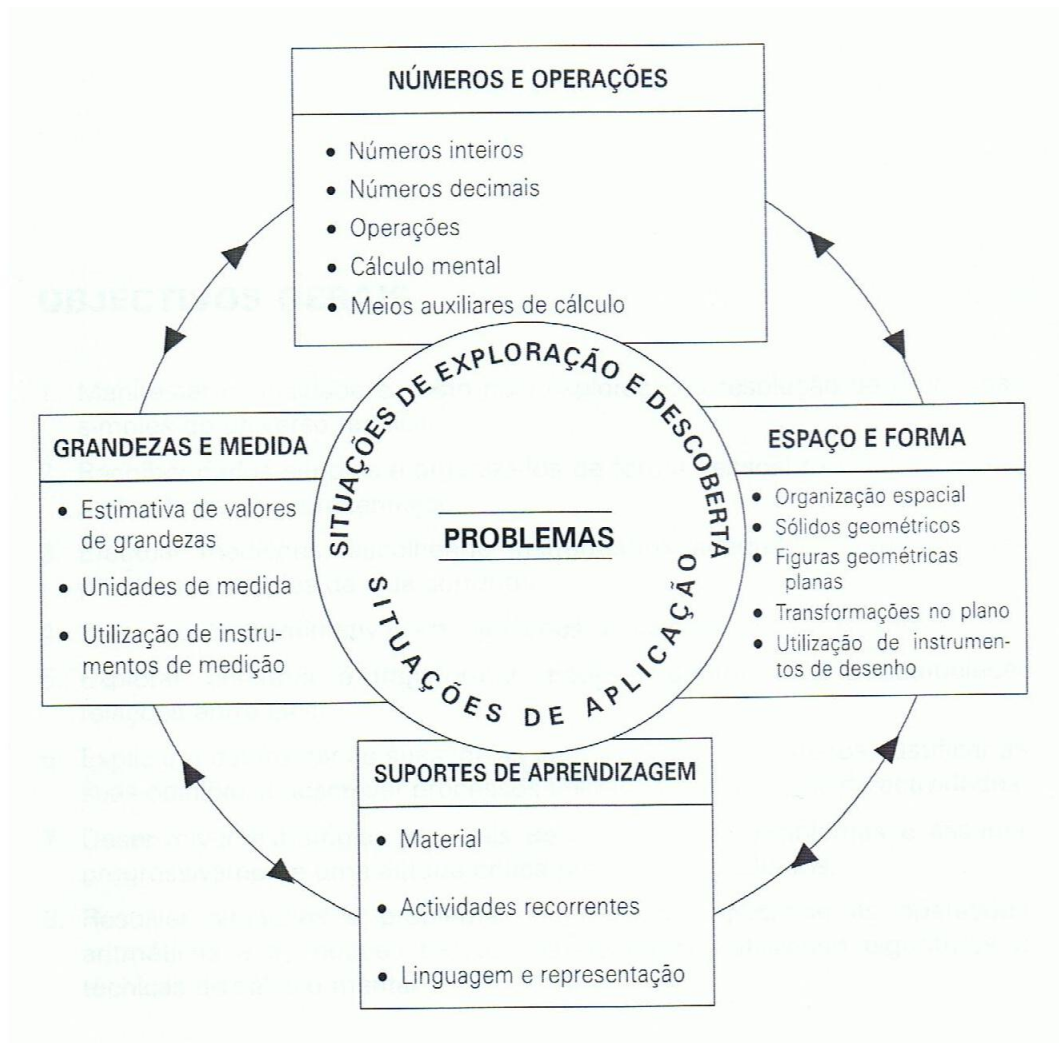 NÚMEROS E OPERAÇÕES
• Números inteiros
• Números decimais
• Operações
• Cálculo mental
• Meios auxiliares de cálculo
SITUAÇÕES DE EXPLORAÇÃO E DESCOBERTA
PROBLEMAS
SITUAÇÕES DE APLICAÇÃO
GRANDEZAS E MEDIDA
• Estimativa de valores
de grandezas
• Unidades de medida
• Utilização de instru-
mentos de medição
ESPAÇO E FORMA
• Organização espacial
• Sólidos geométricos
• Figuras geométricas
planas
• Transformações no plano
• Utilização de instrumen-
tos de desenho
SUPORTES DE APRENDIZAGEM
• Material
• Actividades recorrentes
• Linguagem e representação